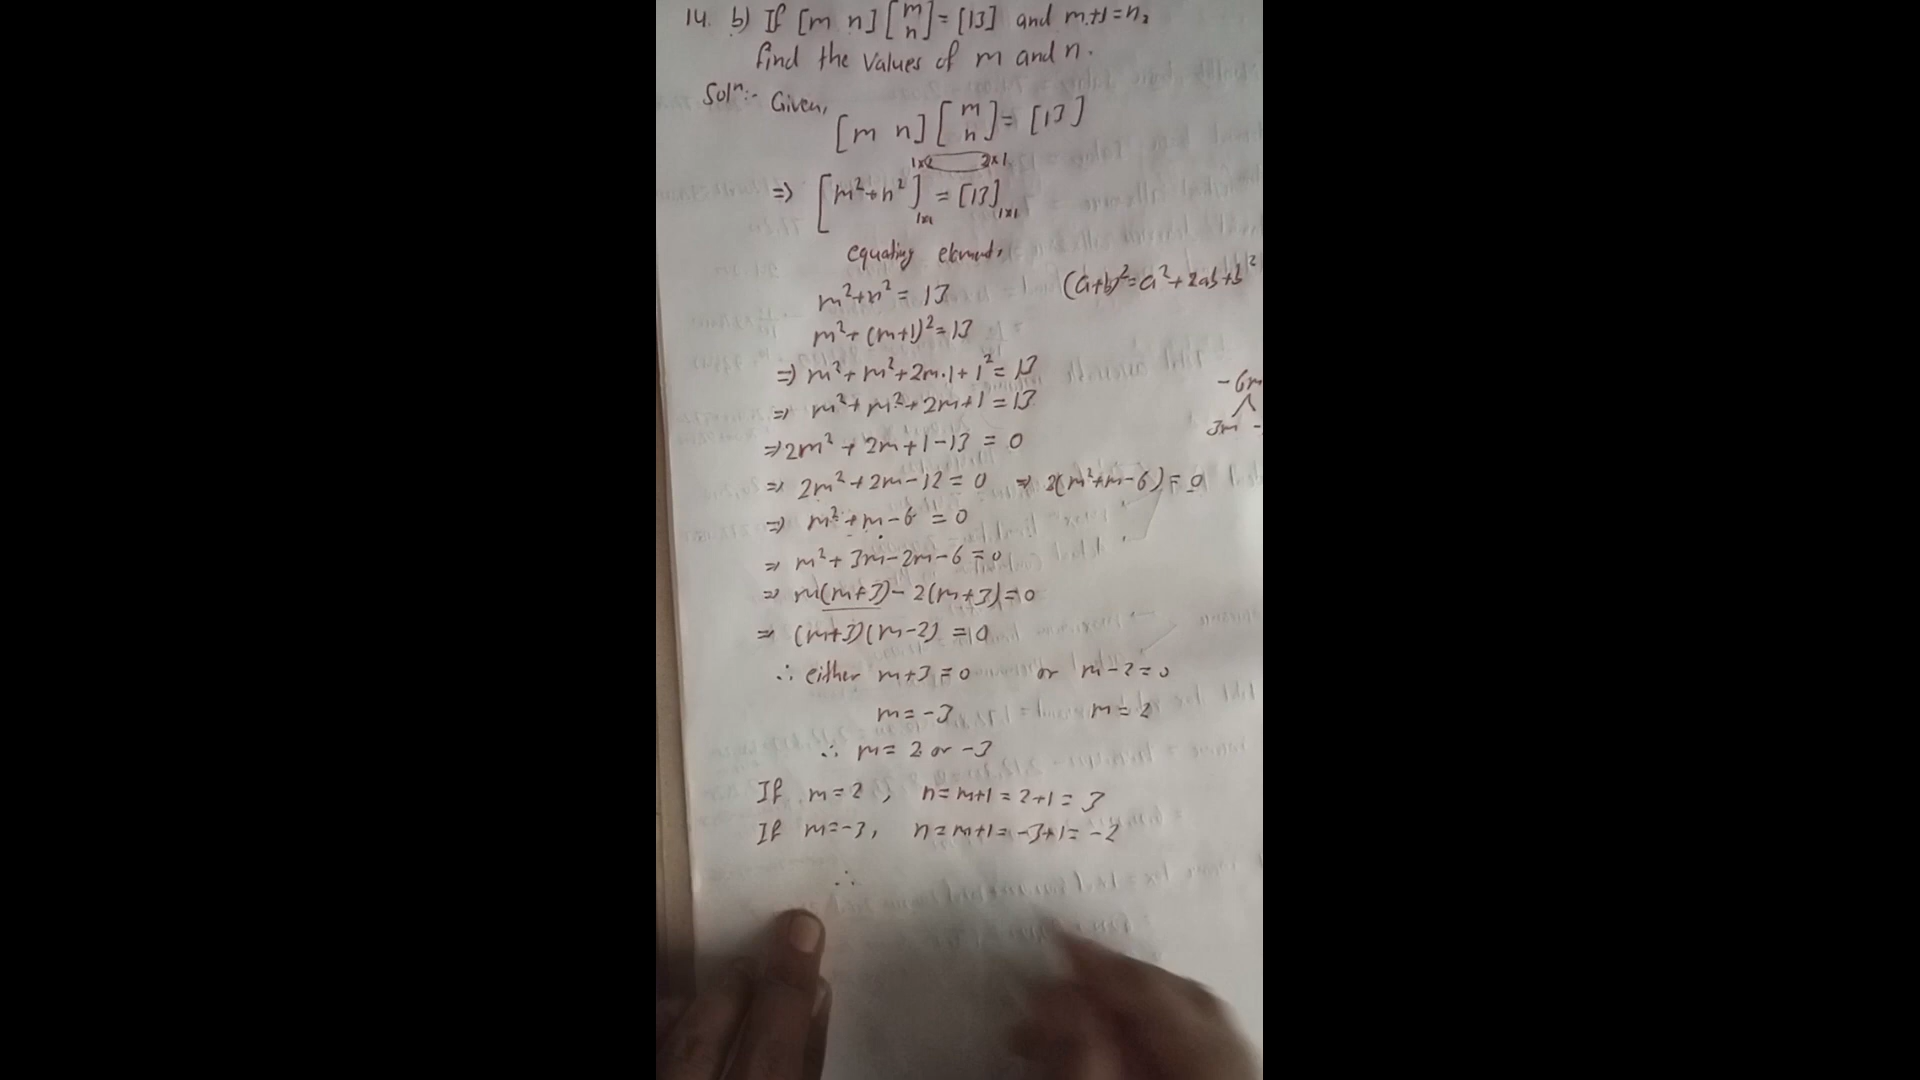 14. b) If [m n] [m n] = [13] and m+1=n,
find the values of m and n.
Solⁿ:- Given,
[m n] [m n] = [13]
1×2 2×1
=> [m²+n²] = [13]
1×1 1×1
equating element,
m²+n² = 13
(a+b)²=a²+2ab+b²
m²+(m+1)²=13
=> m²+m²+2m·1+1²=13
=> m²+m²+2m+1=13
-6m
3m -
=> 2m²+2m+1-13=0
=> 2m²+2m-12=0 => 2(m²+m-6)=0
=> m²+m-6=0
=> m²+3m-2m-6=0
=> m(m+3)-2(m+3)=0
=> (m+3)(m-2)=0
∴ either m+3=0 or m-2=0
m=-3 m=2
∴ m=2 or -3
If m=2, n=m+1=2+1=3
If m=-3, n=m+1=-3+1=-2
∴